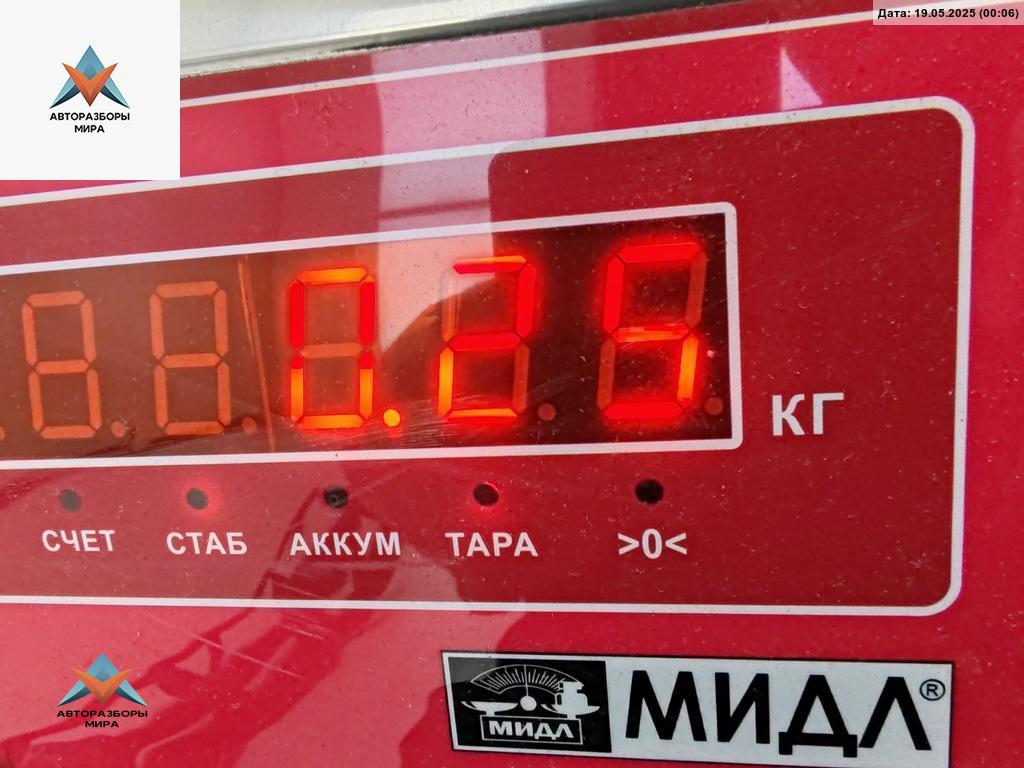 Дата: 19.05.2025 (00:06)
АВТОРАЗБОРЫ
МИРА
0.25
КГ
СЧЕТ СТАБ АККУМ ТАРА >0<
АВТОРАЗБОРЫ
МИРА
МИДЛ МИДЛ®